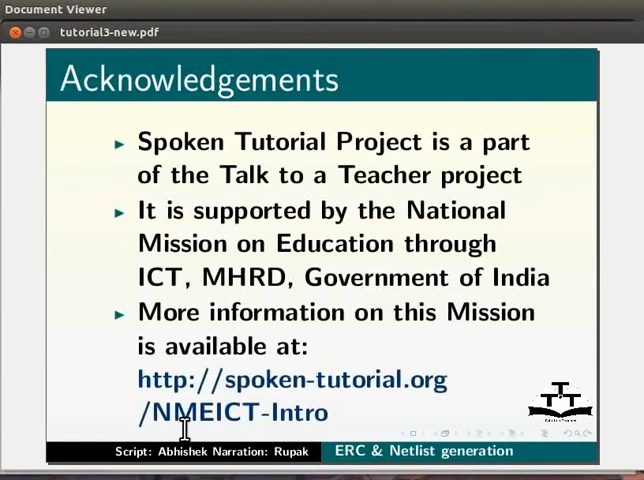 Document Viewer
tutorial3-new.pdf
Acknowledgements
Spoken Tutorial Project is a part
of the Talk to a Teacher project
It is supported by the National
Mission on Education through
ICT, MHRD, Government of India
More information on this Mission
is available at:
http://spoken-tutorial.org
/NMEICT-Intro
Script: Abhishek Narration: Rupak
ERC & Netlist generation